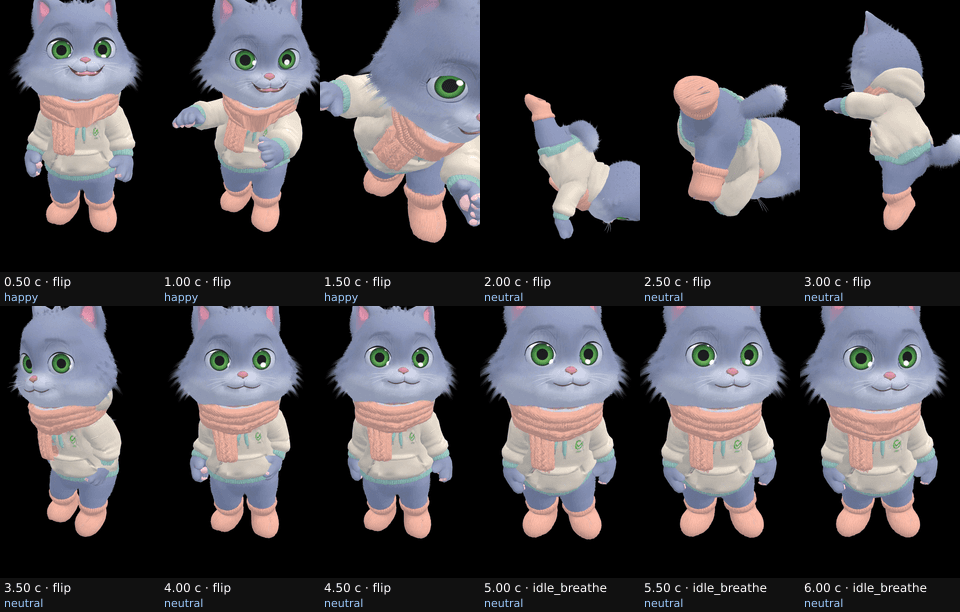 0.50 с · flip
happy
1.00 с · flip
happy
1.50 с · flip
happy
2.00 с · flip
neutral
2.50 с · flip
neutral
3.00 с · flip
neutral
3.50 с · flip
neutral
4.00 с · flip
neutral
4.50 с · flip
neutral
5.00 с · idle_breathe
neutral
5.50 с · idle_breathe
neutral
6.00 с · idle_breathe
neutral